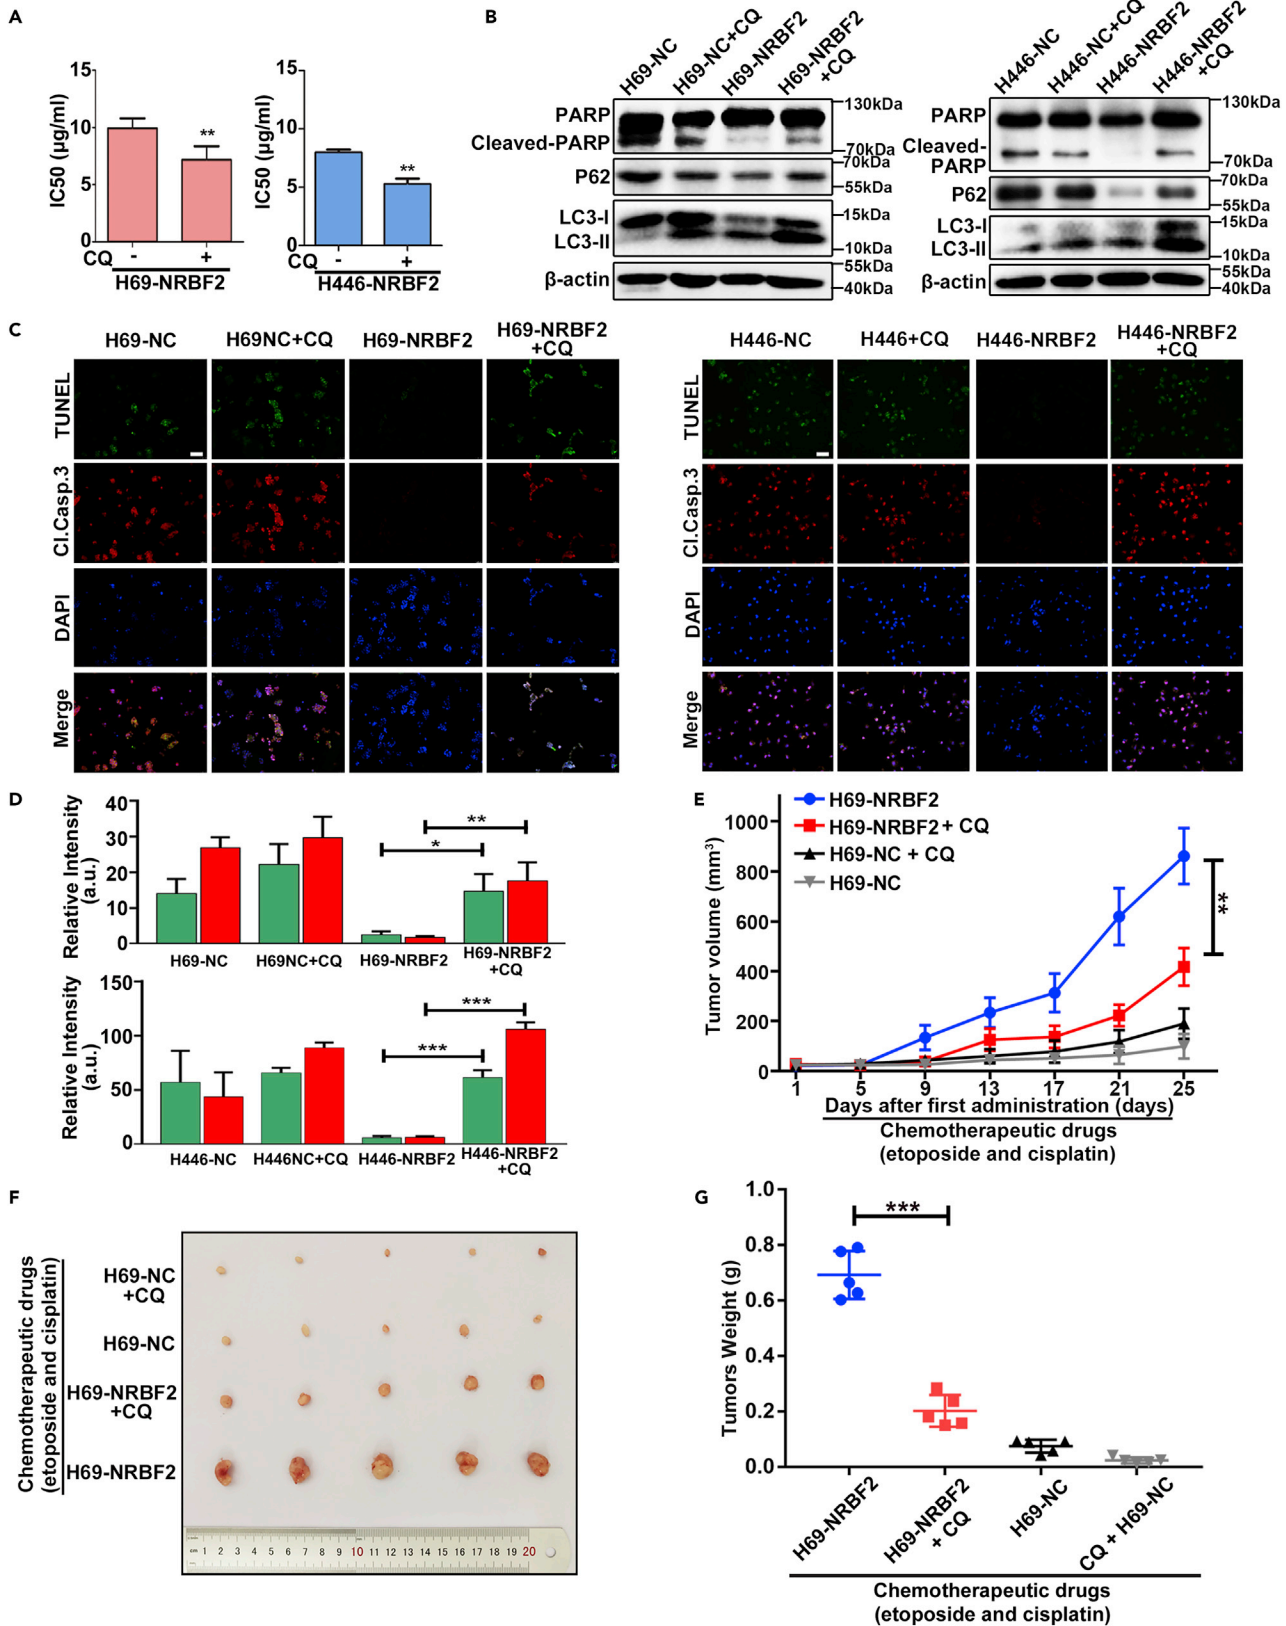 A
IC50 (μg/ml)
15
10
5
0
CQ
-
+
H69-NRBF2
**
IC50 (μg/ml)
15
10
5
0
CQ
-
+
H446-NRBF2
**
B
H69-NC
H69-NC+CQ
H69-NRBF2
H69-NRBF2
+CQ
PARP
Cleaved-PARP
P62
LC3-I
LC3-II
β-actin
130kDa
70kDa
70kDa
55kDa
15kDa
10kDa
55kDa
40kDa
H446-NC
H446-NC+CQ
H446-NRBF2
H446-NRBF2
+CQ
PARP
Cleaved-
PARP
P62
LC3-I
LC3-II
β-actin
130kDa
70kDa
70kDa
55kDa
15kDa
10kDa
55kDa
40kDa
C
H69-NC
H69NC+CQ
H69-NRBF2
H69-NRBF2
+CQ
TUNEL
Cl.Casp.3
DAPI
Merge
H446-NC
H446+CQ
H446-NRBF2
H446-NRBF2
+CQ
TUNEL
Cl.Casp.3
DAPI
Merge
D
Relative Intensity
(a.u.)
40
30
20
10
0
*
**
H69-NC
H69NC+CQ
H69-NRBF2
H69-NRBF2
+CQ
Relative Intensity
(a.u.)
150
100
50
0
***
***
H446-NC
H446NC+CQ
H446-NRBF2
H446-NRBF2
+CQ
E
H69-NRBF2
H69-NRBF2 + CQ
H69-NC + CQ
H69-NC
Tumor volume (mm³)
1000
800
600
400
200
0
***
1 5 9 13 17 21 25
Days after first administration (days)
Chemotherapeutic drugs
(etoposide and cisplatin)
F
Chemotherapeutic drugs
(etoposide and cisplatin)
H69-NC
+CQ
H69-NC
H69-NRBF2
+CQ
H69-NRBF2
cm 1 2 3 4 5 6 7 8 9 10 11 12 13 14 15 16 17 18 19 20
G
Tumors Weight (g)
1.0
0.8
0.6
0.4
0.2
0.0
***
H69-NRBF2
H69-NRBF2
+ CQ
H69-NC
CQ + H69-NC
Chemotherapeutic drugs
(etoposide and cisplatin)